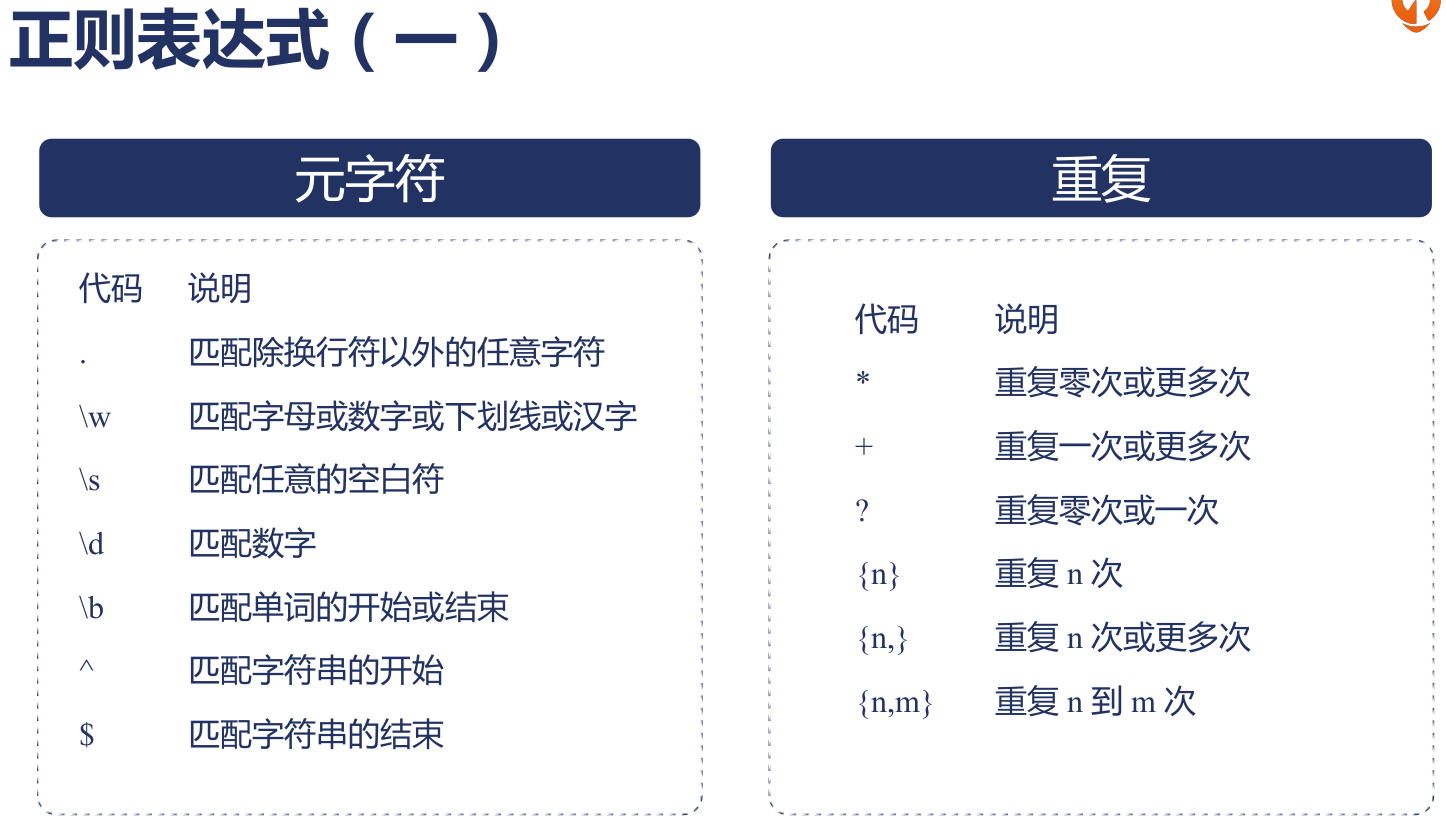 正则表达式（一）
元字符
代码 说明
. 匹配除换行符以外的任意字符
\w 匹配字母或数字或下划线或汉字
\s 匹配任意的空白符
\d 匹配数字
\b 匹配单词的开始或结束
^ 匹配字符串的开始
$ 匹配字符串的结束
重复
代码 说明
* 重复零次或更多次
+ 重复一次或更多次
? 重复零次或一次
{n} 重复 n 次
{n,} 重复 n 次或更多次
{n,m} 重复 n 到 m 次